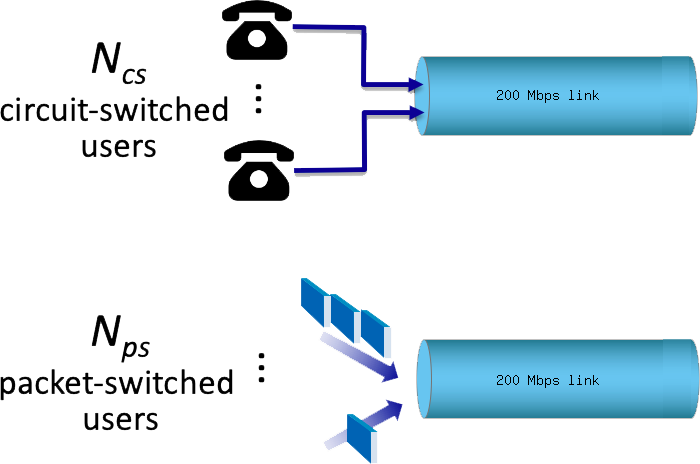 N_cs
circuit-switched
users
200 Mbps link
N_ps
packet-switched
users
200 Mbps link